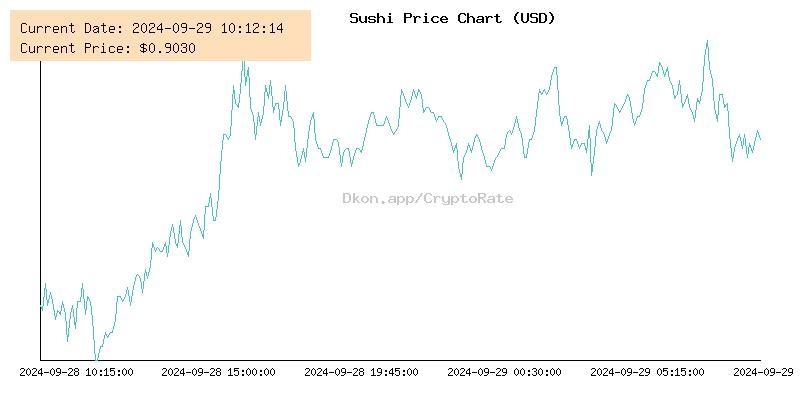 Sushi Price Chart (USD)
Current Date: 2024-09-29 10:12:14
Current Price: $0.9030
Dkon.app/CryptoRate
2024-09-28 10:15:00 2024-09-28 15:00:00 2024-09-28 19:45:00 2024-09-29 00:30:00 2024-09-29 05:15:00 2024-09-29